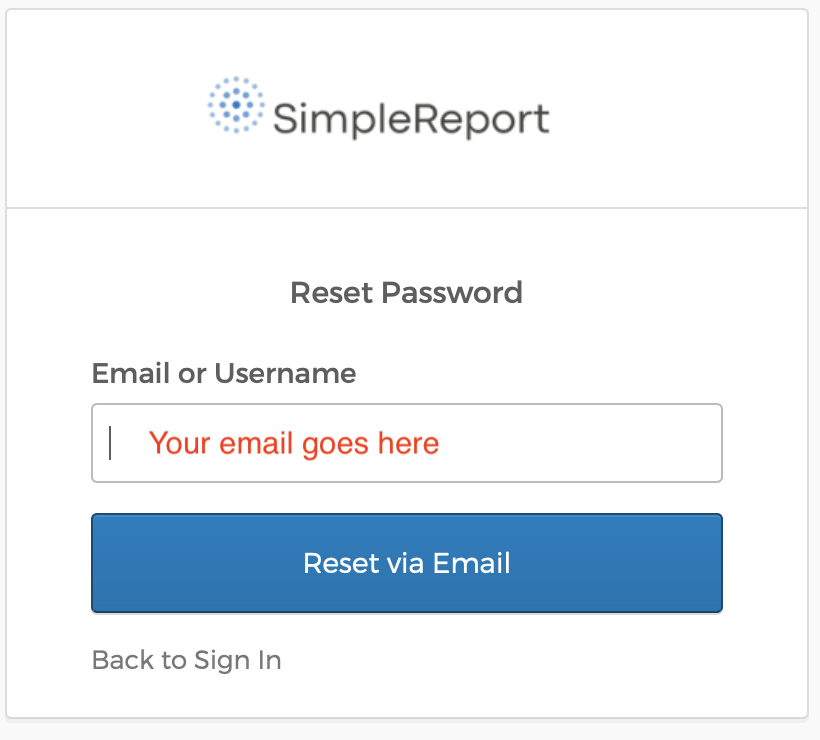 SimpleReport
Reset Password
Email or Username
Your email goes here
Reset via Email
Back to Sign In